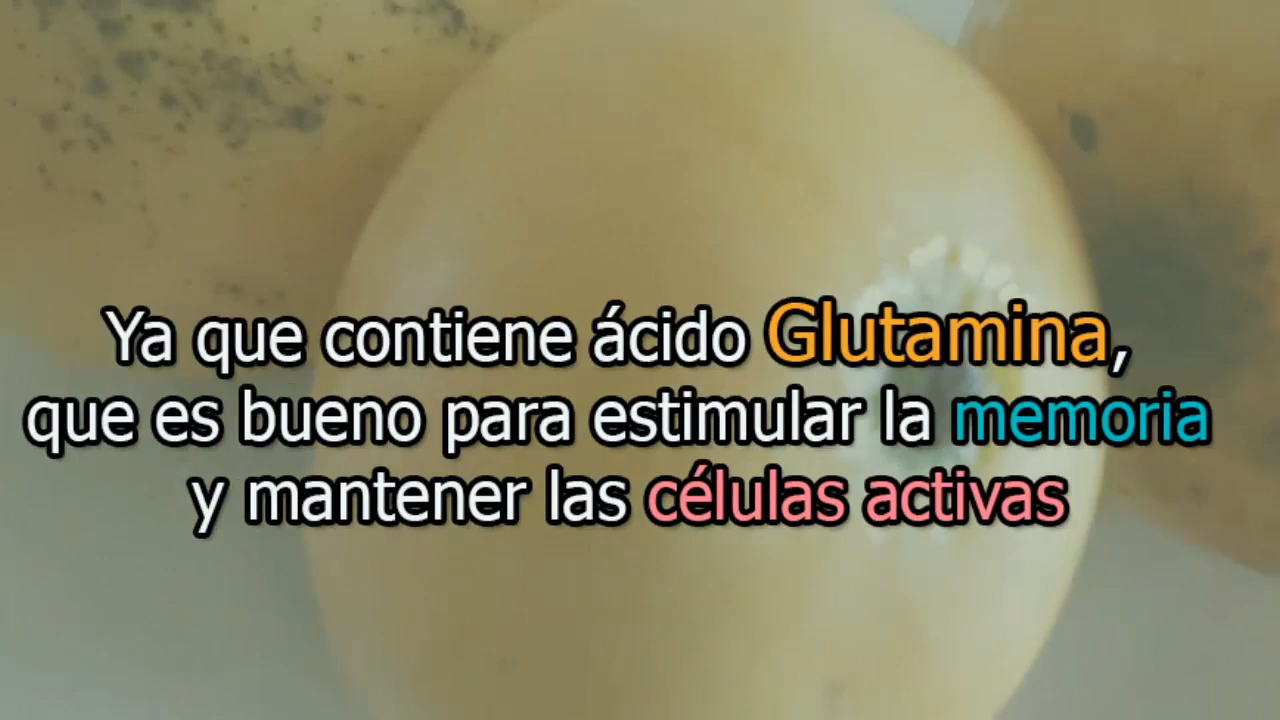 Ya que contiene ácido Glutamina,
que es bueno para estimular la memoria
y mantener las células activas